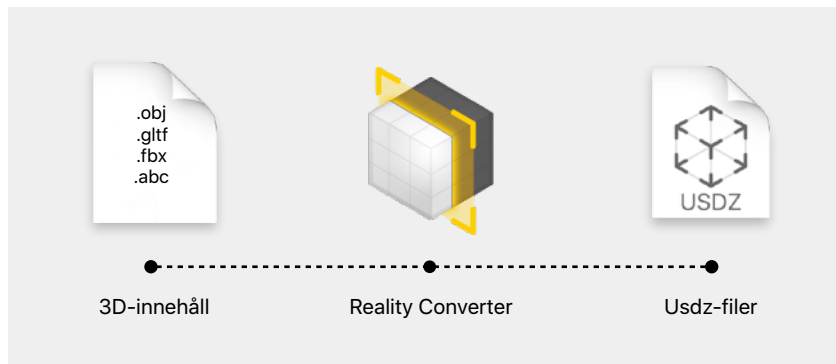 .obj
.gltf
.fbx
.abc
USDZ
3D-innehåll
Reality Converter
Usdz-filer